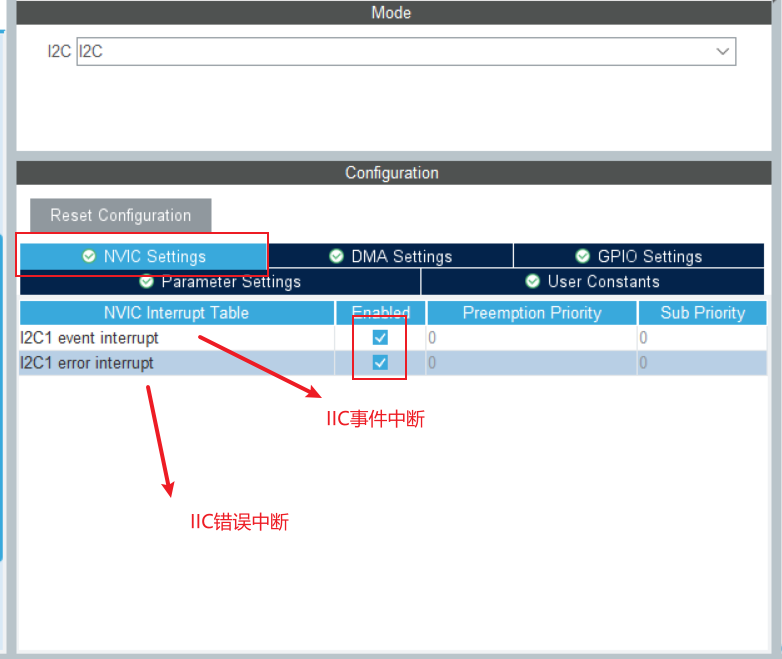 Mode
I2C I2C
Configuration
Reset Configuration
NVIC Settings DMA Settings GPIO Settings
Parameter Settings User Constants
NVIC Interrupt Table Enabled Preemption Priority Sub Priority
I2C1 event interrupt 0 0
I2C1 error interrupt 0 0
IIC事件中断
IIC错误中断